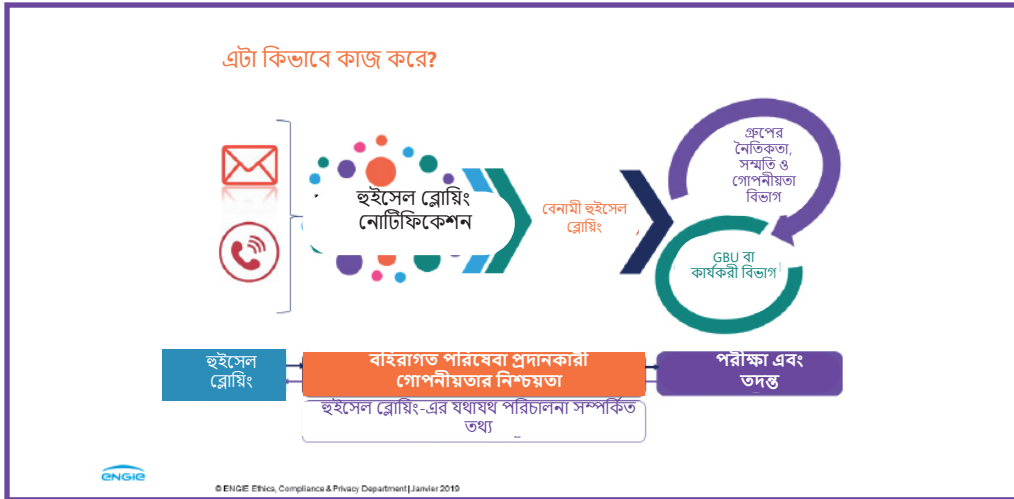 এটা কিভাবে কাজ করে?
হুইসেল ব্লোয়িং
নোটিফিকেশন
বেনামী হুইসেল
ব্লোয়িং
গ্রুপের
নৈতিকতা,
সম্মতি ও
গোপনীয়তা
বিভাগ
GBU বা
কার্যকরী বিভাগ
হুইসেল
ব্লোয়িং
বহিরাগত পরিষেবা প্রদানকারী
গোপনীয়তার নিশ্চয়তা
পরীক্ষা এবং
তদন্ত
হুইসেল ব্লোয়িং-এর যথাযথ পরিচালনা সম্পর্কিত
তথ্য
ENGIE
© ENGIE Ethics, Compliance & Privacy Department | Janvier 2019